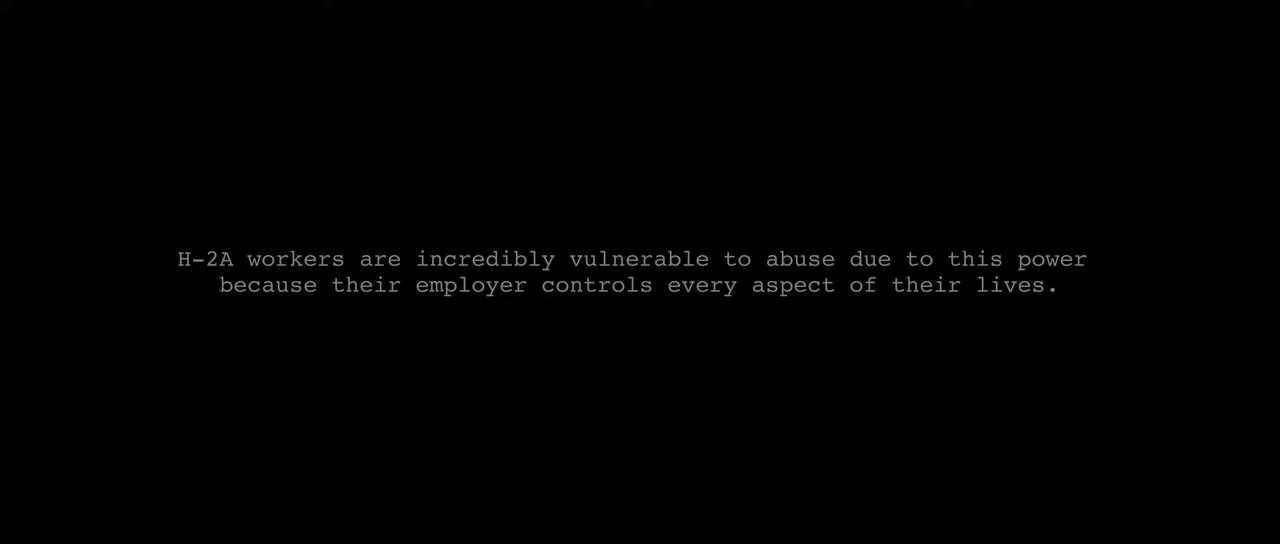 H-2A workers are incredibly vulnerable to abuse due to this power
because their employer controls every aspect of their lives.